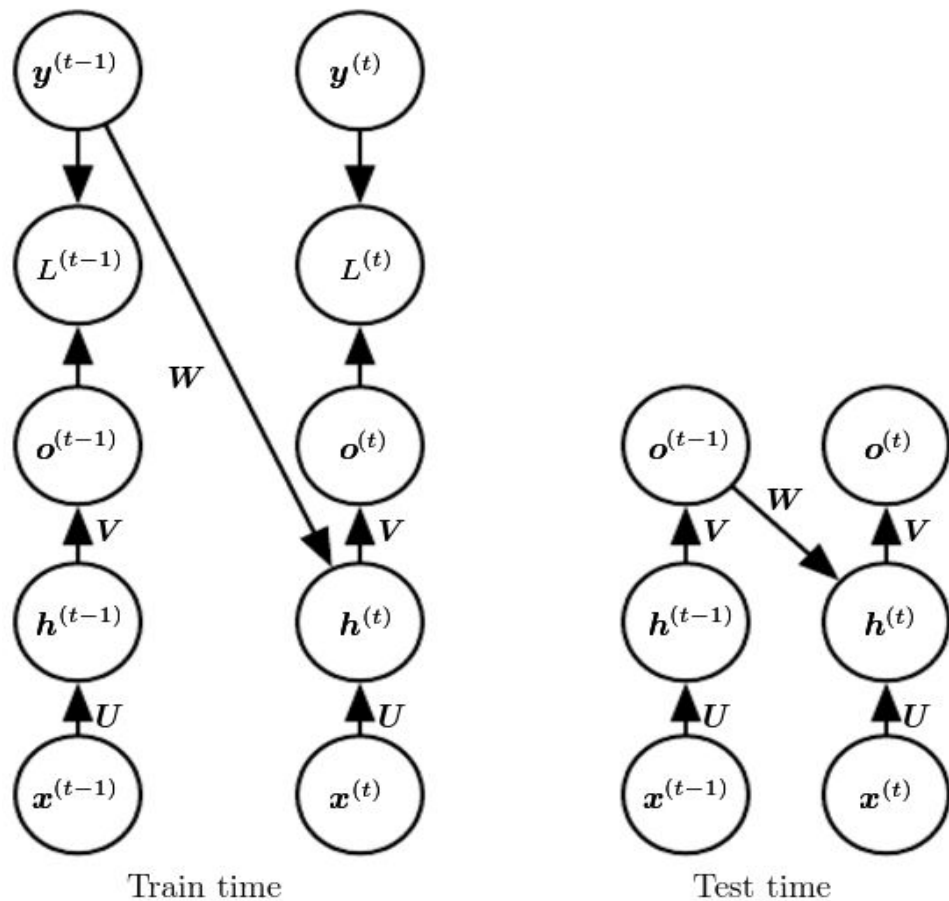 y^{(t−1)} y^{(t)}
L^{(t−1)} L^{(t)}
W
o^{(t−1)} o^{(t)} o^{(t−1)} o^{(t)}
W
V V V V
h^{(t−1)} h^{(t)} h^{(t−1)} h^{(t)}
U U U U
x^{(t−1)} x^{(t)} x^{(t−1)} x^{(t)}
Train time Test time